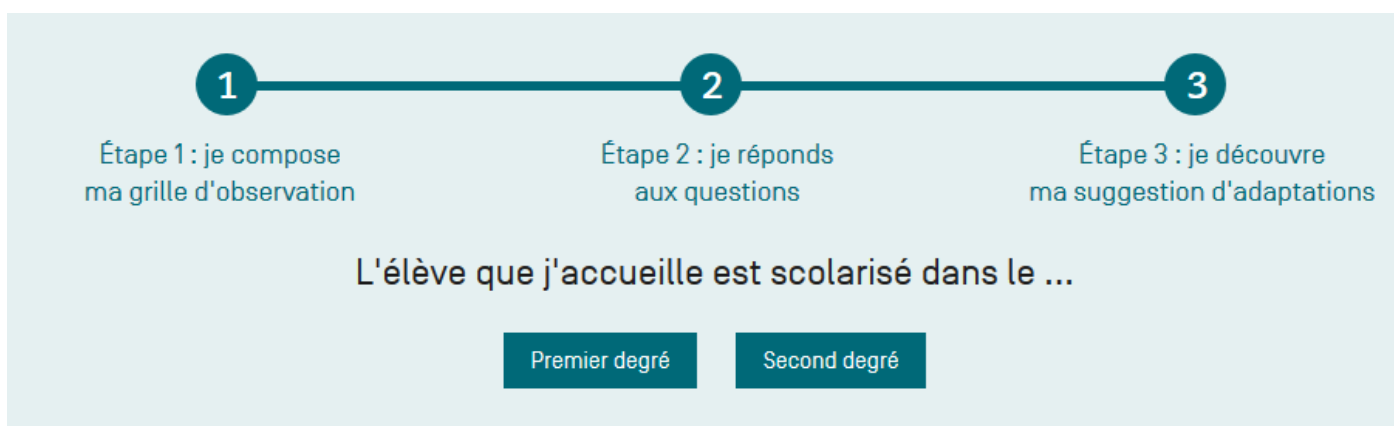 1
2
3
Étape 1 : je compose
ma grille d'observation
Étape 2 : je réponds
aux questions
Étape 3 : je découvre
ma suggestion d'adaptations
L'élève que j'accueille est scolarisé dans le ...
Premier degré
Second degré